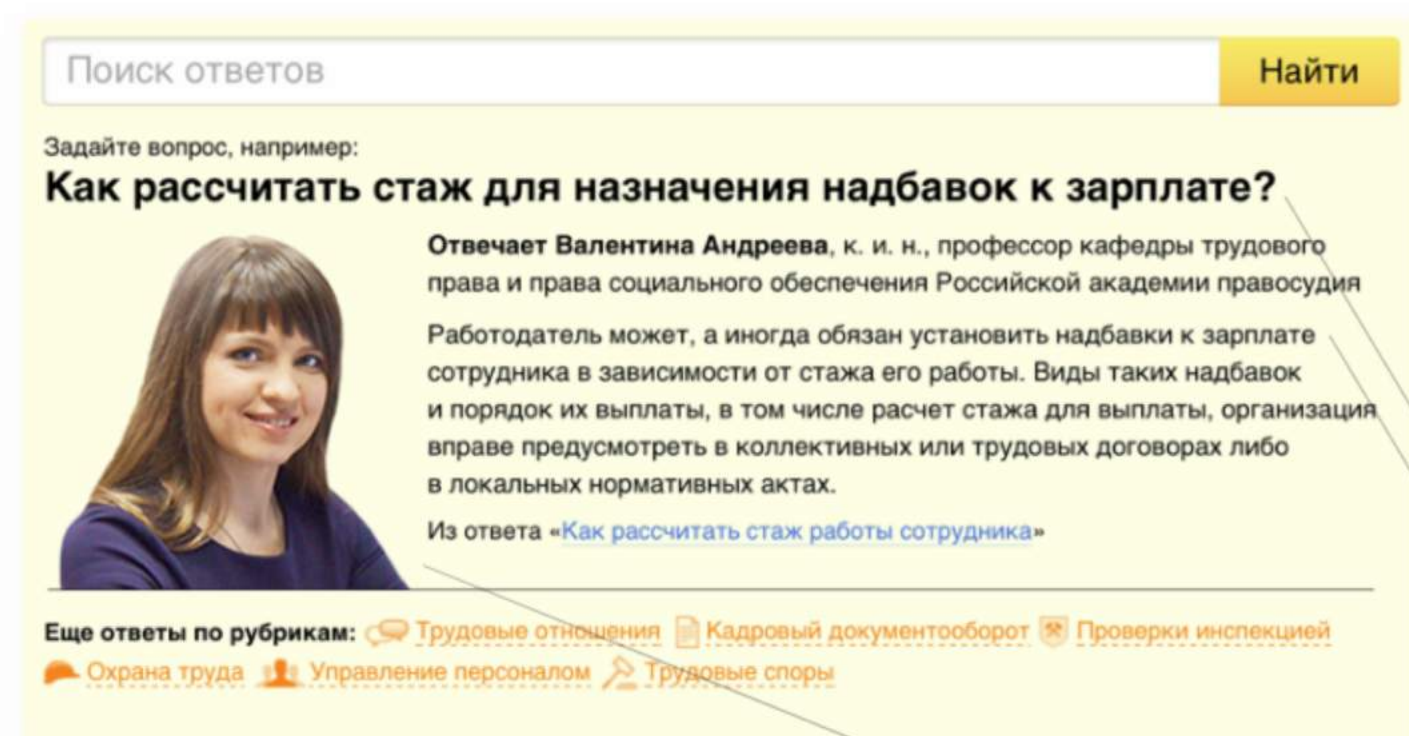 Поиск ответов
Найти
Задайте вопрос, например:
Как рассчитать стаж для назначения надбавок к зарплате?
Отвечает Валентина Андреева, к. и. н., профессор кафедры трудового
права и права социального обеспечения Российской академии правосудия
Работодатель может, а иногда обязан установить надбавки к зарплате
сотрудника в зависимости от стажа его работы. Виды таких надбавок
и порядок их выплаты, в том числе расчет стажа для выплаты, организация
вправе предусмотреть в коллективных или трудовых договорах либо
в локальных нормативных актах.
Из ответа «Как рассчитать стаж работы сотрудника»
Еще ответы по рубрикам: Трудовые отношения Кадровый документооборот Проверки инспекцией
Охрана труда Управление персоналом Трудовые споры